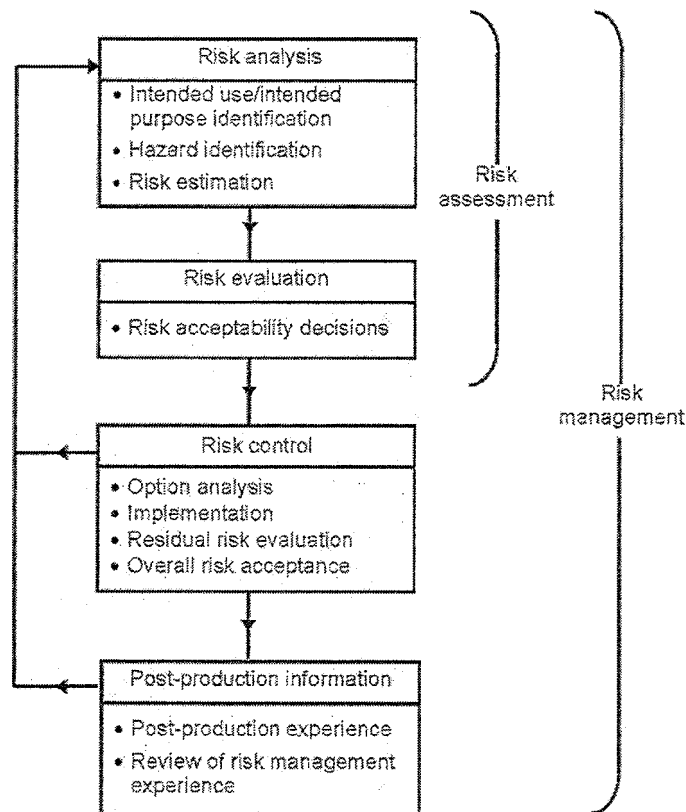 Risk analysis
• Intended use/intended
purpose identification
• Hazard identification
• Risk estimation
Risk
assessment
Risk evaluation
• Risk acceptability decisions
Risk
management
Risk control
• Option analysis
• Implementation
• Residual risk evaluation
• Overall risk acceptance
Post-production information
• Post-production experience
• Review of risk management
experience